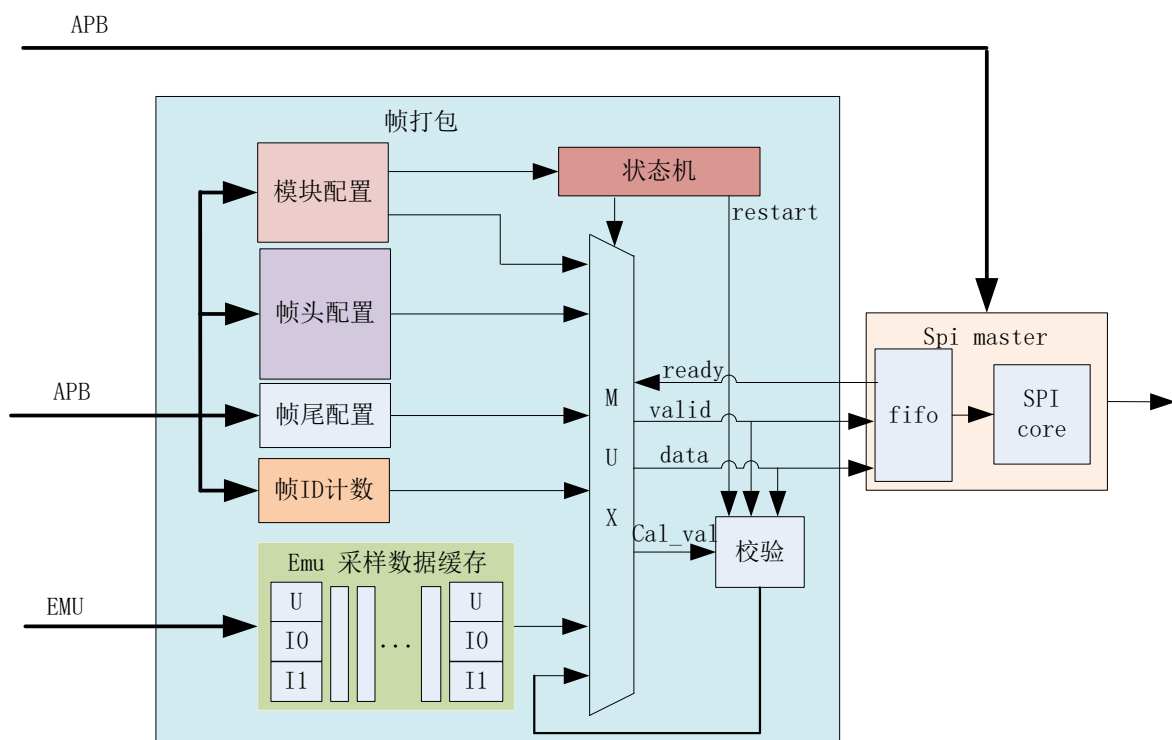 APB
帧打包
模块配置
状态机
restart
帧头配置
Spi master
ready
APB
帧尾配置
M
valid
fifo
SPI
core
U
data
帧ID计数
X
Cal_val
校验
Emu 采样数据缓存
EMU
U
U
I0
...
I0
I1
I1